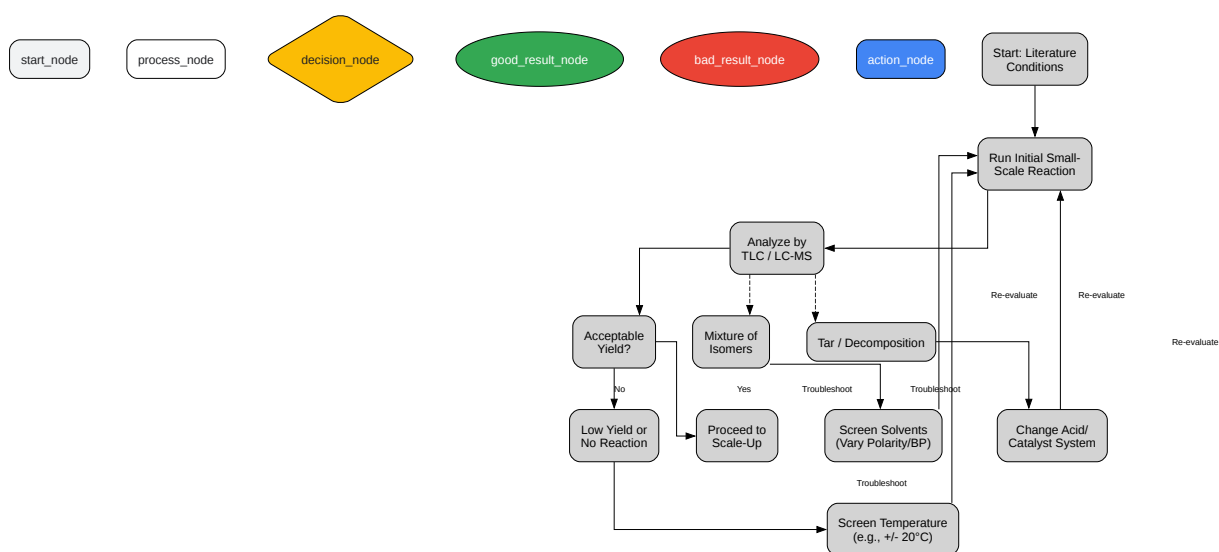 start_node
process_node
decision_node
good_result_node
bad_result_node
action_node
Start: Literature
Conditions
Run Initial Small-
Scale Reaction
Analyze by
TLC / LC-MS
Re-evaluate
Re-evaluate
Acceptable
Yield?
Mixture of
Isomers
Tar / Decomposition
Re-evaluate
No
Yes
Troubleshoot
Troubleshoot
Low Yield or
No Reaction
Proceed to
Scale-Up
Screen Solvents
(Vary Polarity/BP)
Change Acid/
Catalyst System
Troubleshoot
Screen Temperature
(e.g., +/- 20°C)